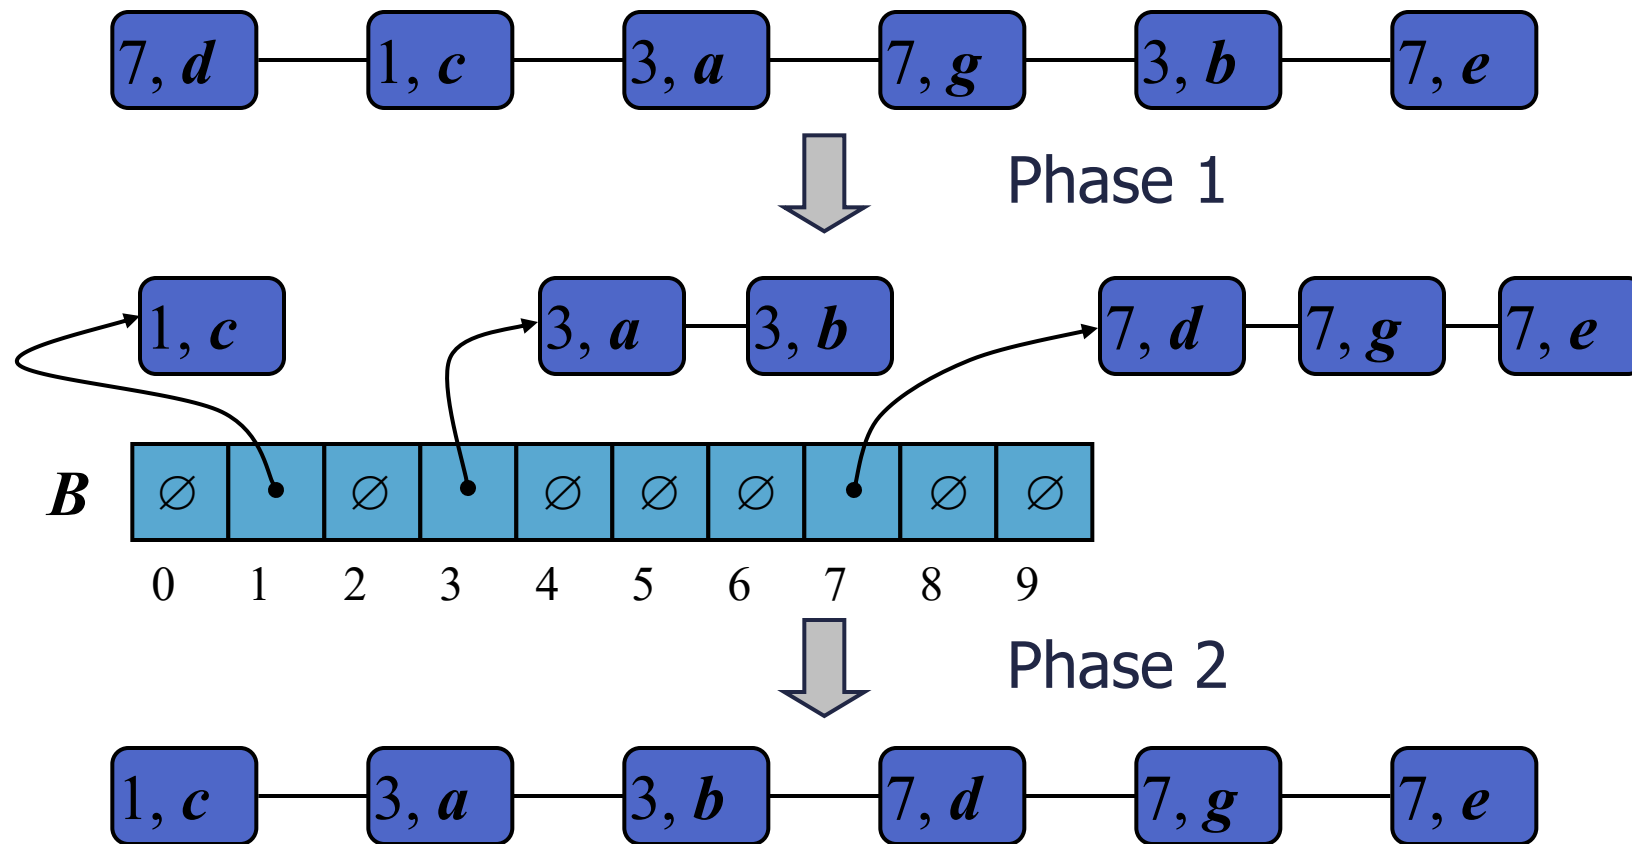 7, d 1, c 3, a 7, g 3, b 7, e
Phase 1
1, c 3, a 3, b 7, d 7, g 7, e
B ∅ ∅ ∅ ∅ ∅ ∅ ∅
0 1 2 3 4 5 6 7 8 9
Phase 2
1, c 3, a 3, b 7, d 7, g 7, e